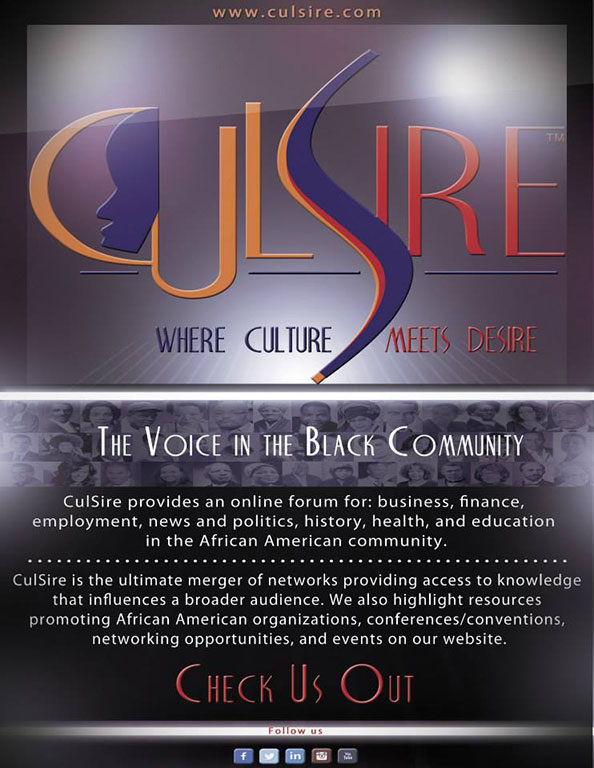 www.culsire.com
CULSIRE™
WHERE CULTURE MEETS DESIRE
THE VOICE IN THE BLACK COMMUNITY
CulSire provides an online forum for: business, finance,
employment, news and politics, history, health, and education
in the African American community.
CulSire is the ultimate merger of networks providing access to knowledge
that influences a broader audience. We also highlight resources
promoting African American organizations, conferences/conventions,
networking opportunities, and events on our website.
CHECK US OUT
Follow us
f in You Tube